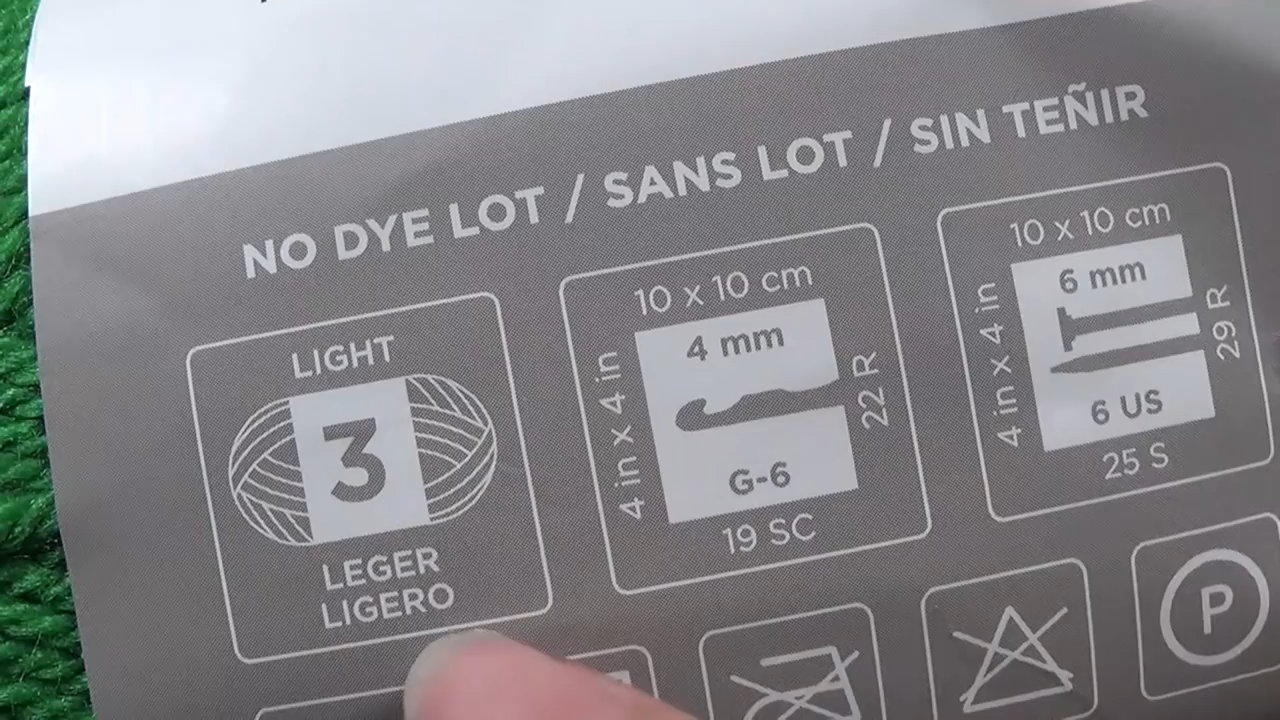 NO DYE LOT / SANS LOT / SIN TEÑIR
LIGHT
3
LEGER
LIGERO
10 x 10 cm
4 in x 4 in
4 mm
G-6
22 R
19 SC
10 x 10 cm
4 in x 4 in
6 mm
6 US
29 R
25 S
P